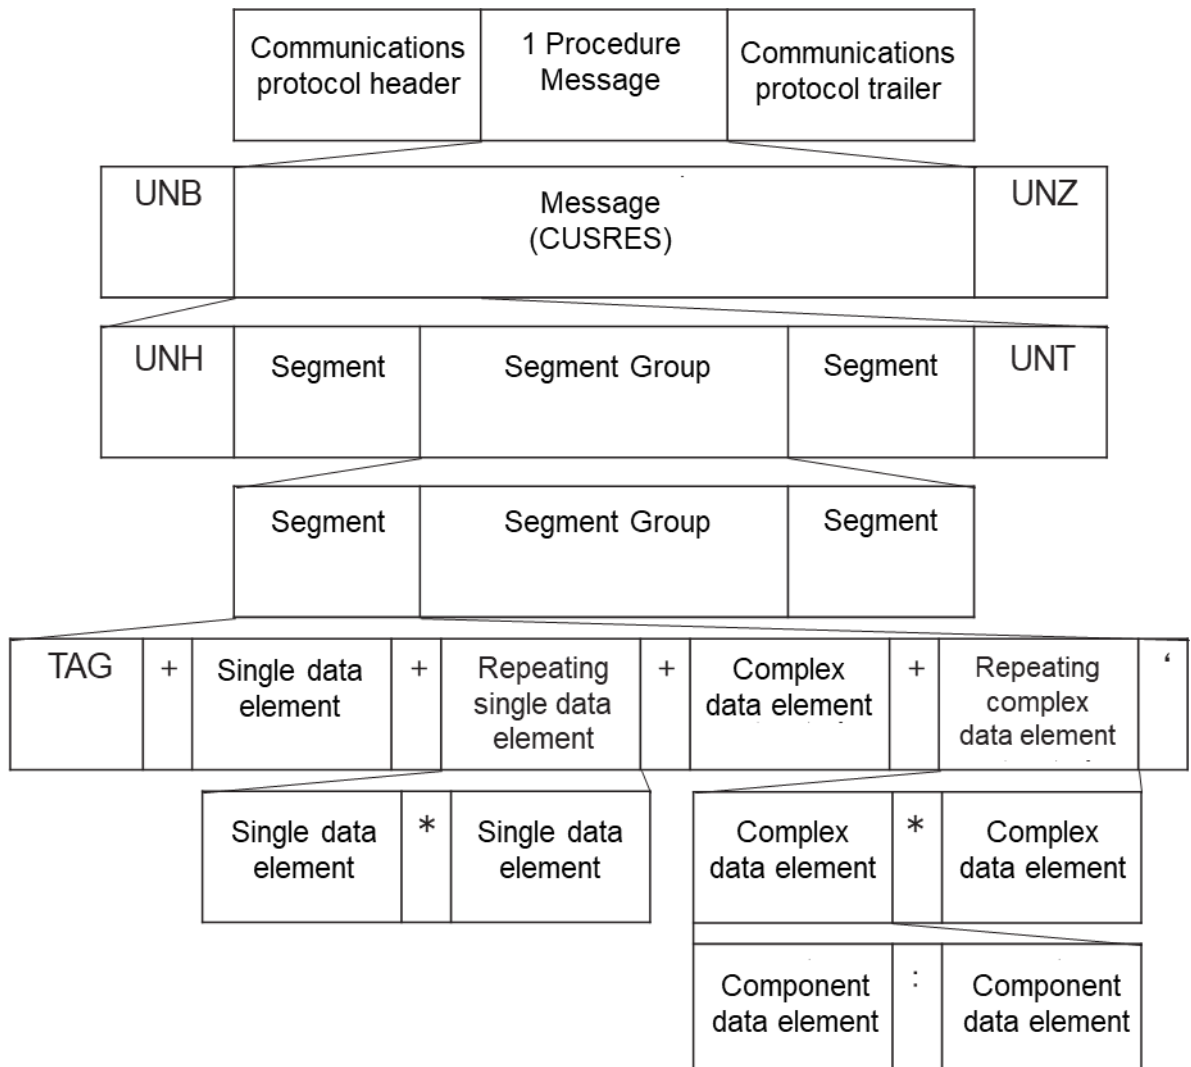 Communications
protocol header
1 Procedure
Message
Communications
protocol trailer
UNB
Message
(CUSRES)
UNZ
UNH
Segment
Segment Group
Segment
UNT
Segment
Segment Group
Segment
TAG
+
Single data
element
+
Repeating
single data
element
+
Complex
data element
+
Repeating
complex
data element
‘
Single data
element
*
Single data
element
Complex
data element
*
Complex
data element
Component
data element
:
Component
data element